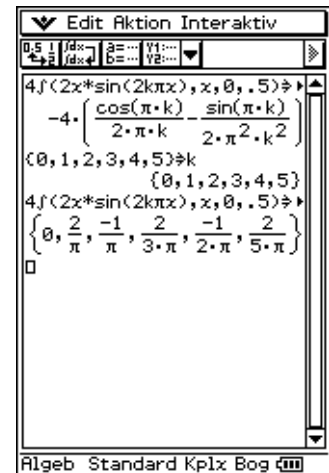 Edit Aktion Interaktiv
4∫(2x*sin(2kπx),x,0,.5)⇒
-4·(cos(π·k)/(2·π·k)-sin(π·k)/(2·π²·k²))
{0,1,2,3,4,5}⇒k
{0,1,2,3,4,5}
4∫(2x*sin(2kπx),x,0,.5)⇒
{0,2/π,-1/π,2/(3·π),-1/(2·π),2/(5·π)}
Algeb Standard Kplx Bog